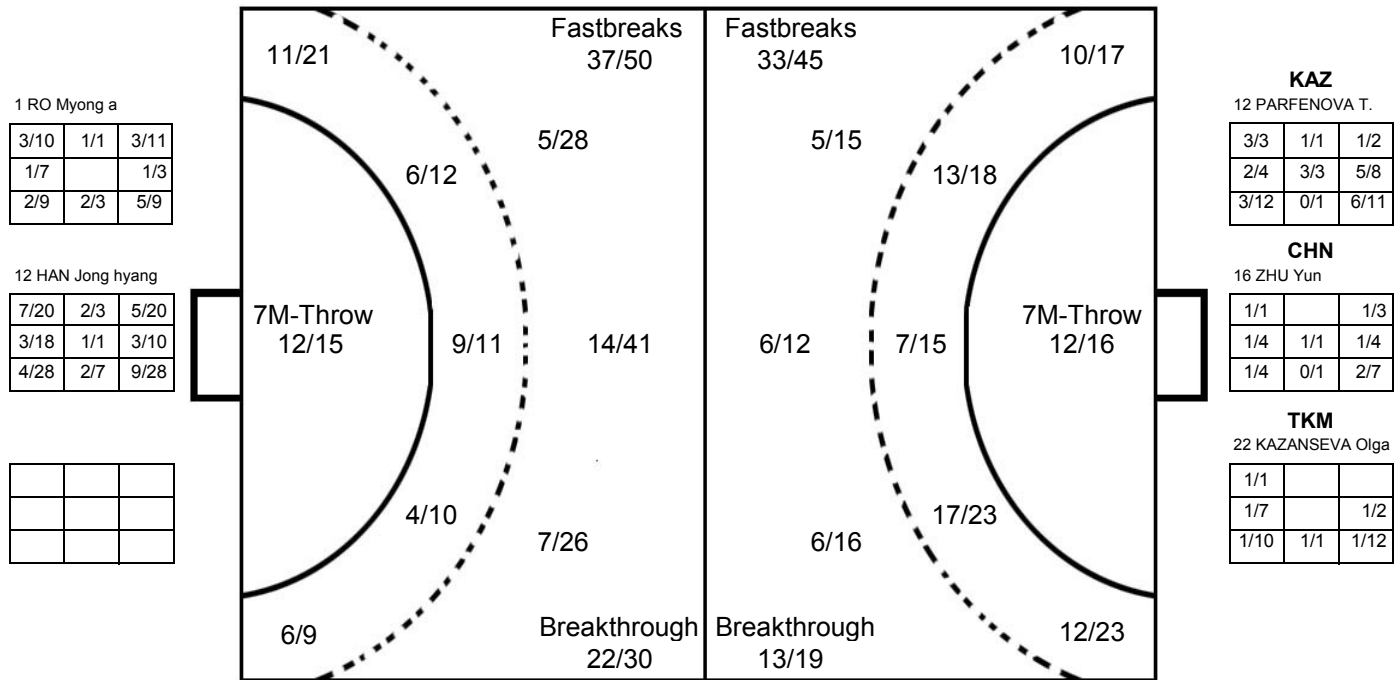 1 RO Myong a
3/10 1/1 3/11
1/7 1/3
2/9 2/3 5/9
12 HAN Jong hyang
7/20 2/3 5/20
3/18 1/1 3/10
4/28 2/7 9/28
11/21
Fastbreaks
37/50
5/28
6/12
7M-Throw
12/15
9/11
14/41
4/10
7/26
6/9
Breakthrough
22/30
Fastbreaks
33/45
10/17
5/15
13/18
6/12
7/15
7M-Throw
12/16
17/23
6/16
Breakthrough
13/19
12/23
KAZ
12 PARFENOVA T.
3/3 1/1 1/2
2/4 3/3 5/8
3/12 0/1 6/11
CHN
16 ZHU Yun
1/1 1/3
1/4 1/1 1/4
1/4 0/1 2/7
TKM
22 KAZANSEVA Olga
1/1
1/7 1/2
1/10 1/1 1/12